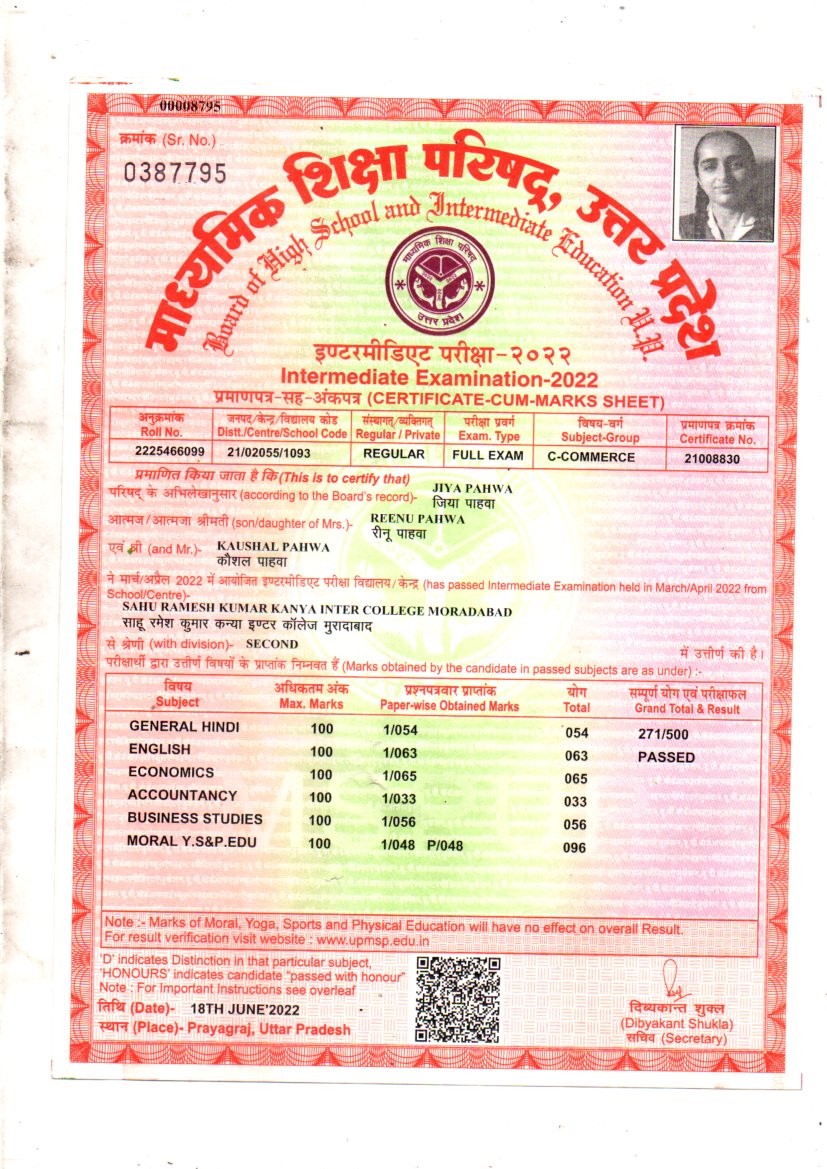 00008795
क्रमांक (Sr. No.)
0387795
माध्यमिक शिक्षा परिषद्, उत्तर प्रदेश
Board of High School and Intermediate Education U.P.
माध्यमिक शिक्षा परिषद्
उत्तर प्रदेश
इण्टरमीडिएट परीक्षा-२०२२
Intermediate Examination-2022
प्रमाणपत्र-सह-अंकपत्र (CERTIFICATE-CUM-MARKS SHEET)
अनुक्रमांक जनपद/केन्द्र/विद्यालय कोड संस्थागत/व्यक्तिगत परीक्षा प्रवर्ग विषय-वर्ग प्रमाणपत्र क्रमांक
Roll No. Distt./Centre/School Code Regular / Private Exam. Type Subject-Group Certificate No.
2225466099 21/02055/1093 REGULAR FULL EXAM C-COMMERCE 21008830
प्रमाणित किया जाता है कि (This is to certify that)
परिषद् के अभिलेखानुसार (according to the Board's record)- JIYA PAHWA
जिया पाहवा
आत्मज/आत्मजा श्रीमती (son/daughter of Mrs.)- REENU PAHWA
रीनू पाहवा
एवं श्री (and Mr.)- KAUSHAL PAHWA
कौशल पाहवा
ने मार्च/अप्रैल 2022 में आयोजित इण्टरमीडिएट परीक्षा विद्यालय/केन्द्र (has passed Intermediate Examination held in March/April 2022 from
School/Centre)-
SAHU RAMESH KUMAR KANYA INTER COLLEGE MORADABAD
साहू रमेश कुमार कन्या इण्टर कॉलेज मुरादाबाद
से श्रेणी (with division)- SECOND में उत्तीर्ण की है।
परीक्षार्थी द्वारा उत्तीर्ण विषयों के प्राप्तांक निम्नवत हैं (Marks obtained by the candidate in passed subjects are as under) :-
विषय अधिकतम अंक प्रश्नपत्रवार प्राप्तांक योग सम्पूर्ण योग एवं परीक्षाफल
Subject Max. Marks Paper-wise Obtained Marks Total Grand Total & Result
GENERAL HINDI 100 1/054 054 271/500
ENGLISH 100 1/063 063 PASSED
ECONOMICS 100 1/065 065
ACCOUNTANCY 100 1/033 033
BUSINESS STUDIES 100 1/056 056
MORAL Y.S&P.EDU 100 1/048 P/048 096
Note :- Marks of Moral, Yoga, Sports and Physical Education will have no effect on overall Result.
For result verification visit website : www.upmsp.edu.in
'D' indicates Distinction in that particular subject,
'HONOURS' indicates candidate "passed with honour"
Note : For Important Instructions see overleaf
तिथि (Date)- 18TH JUNE'2022
स्थान (Place)- Prayagraj, Uttar Pradesh
दिब्यकान्त शुक्ल
(Dibyakant Shukla)
सचिव (Secretary)